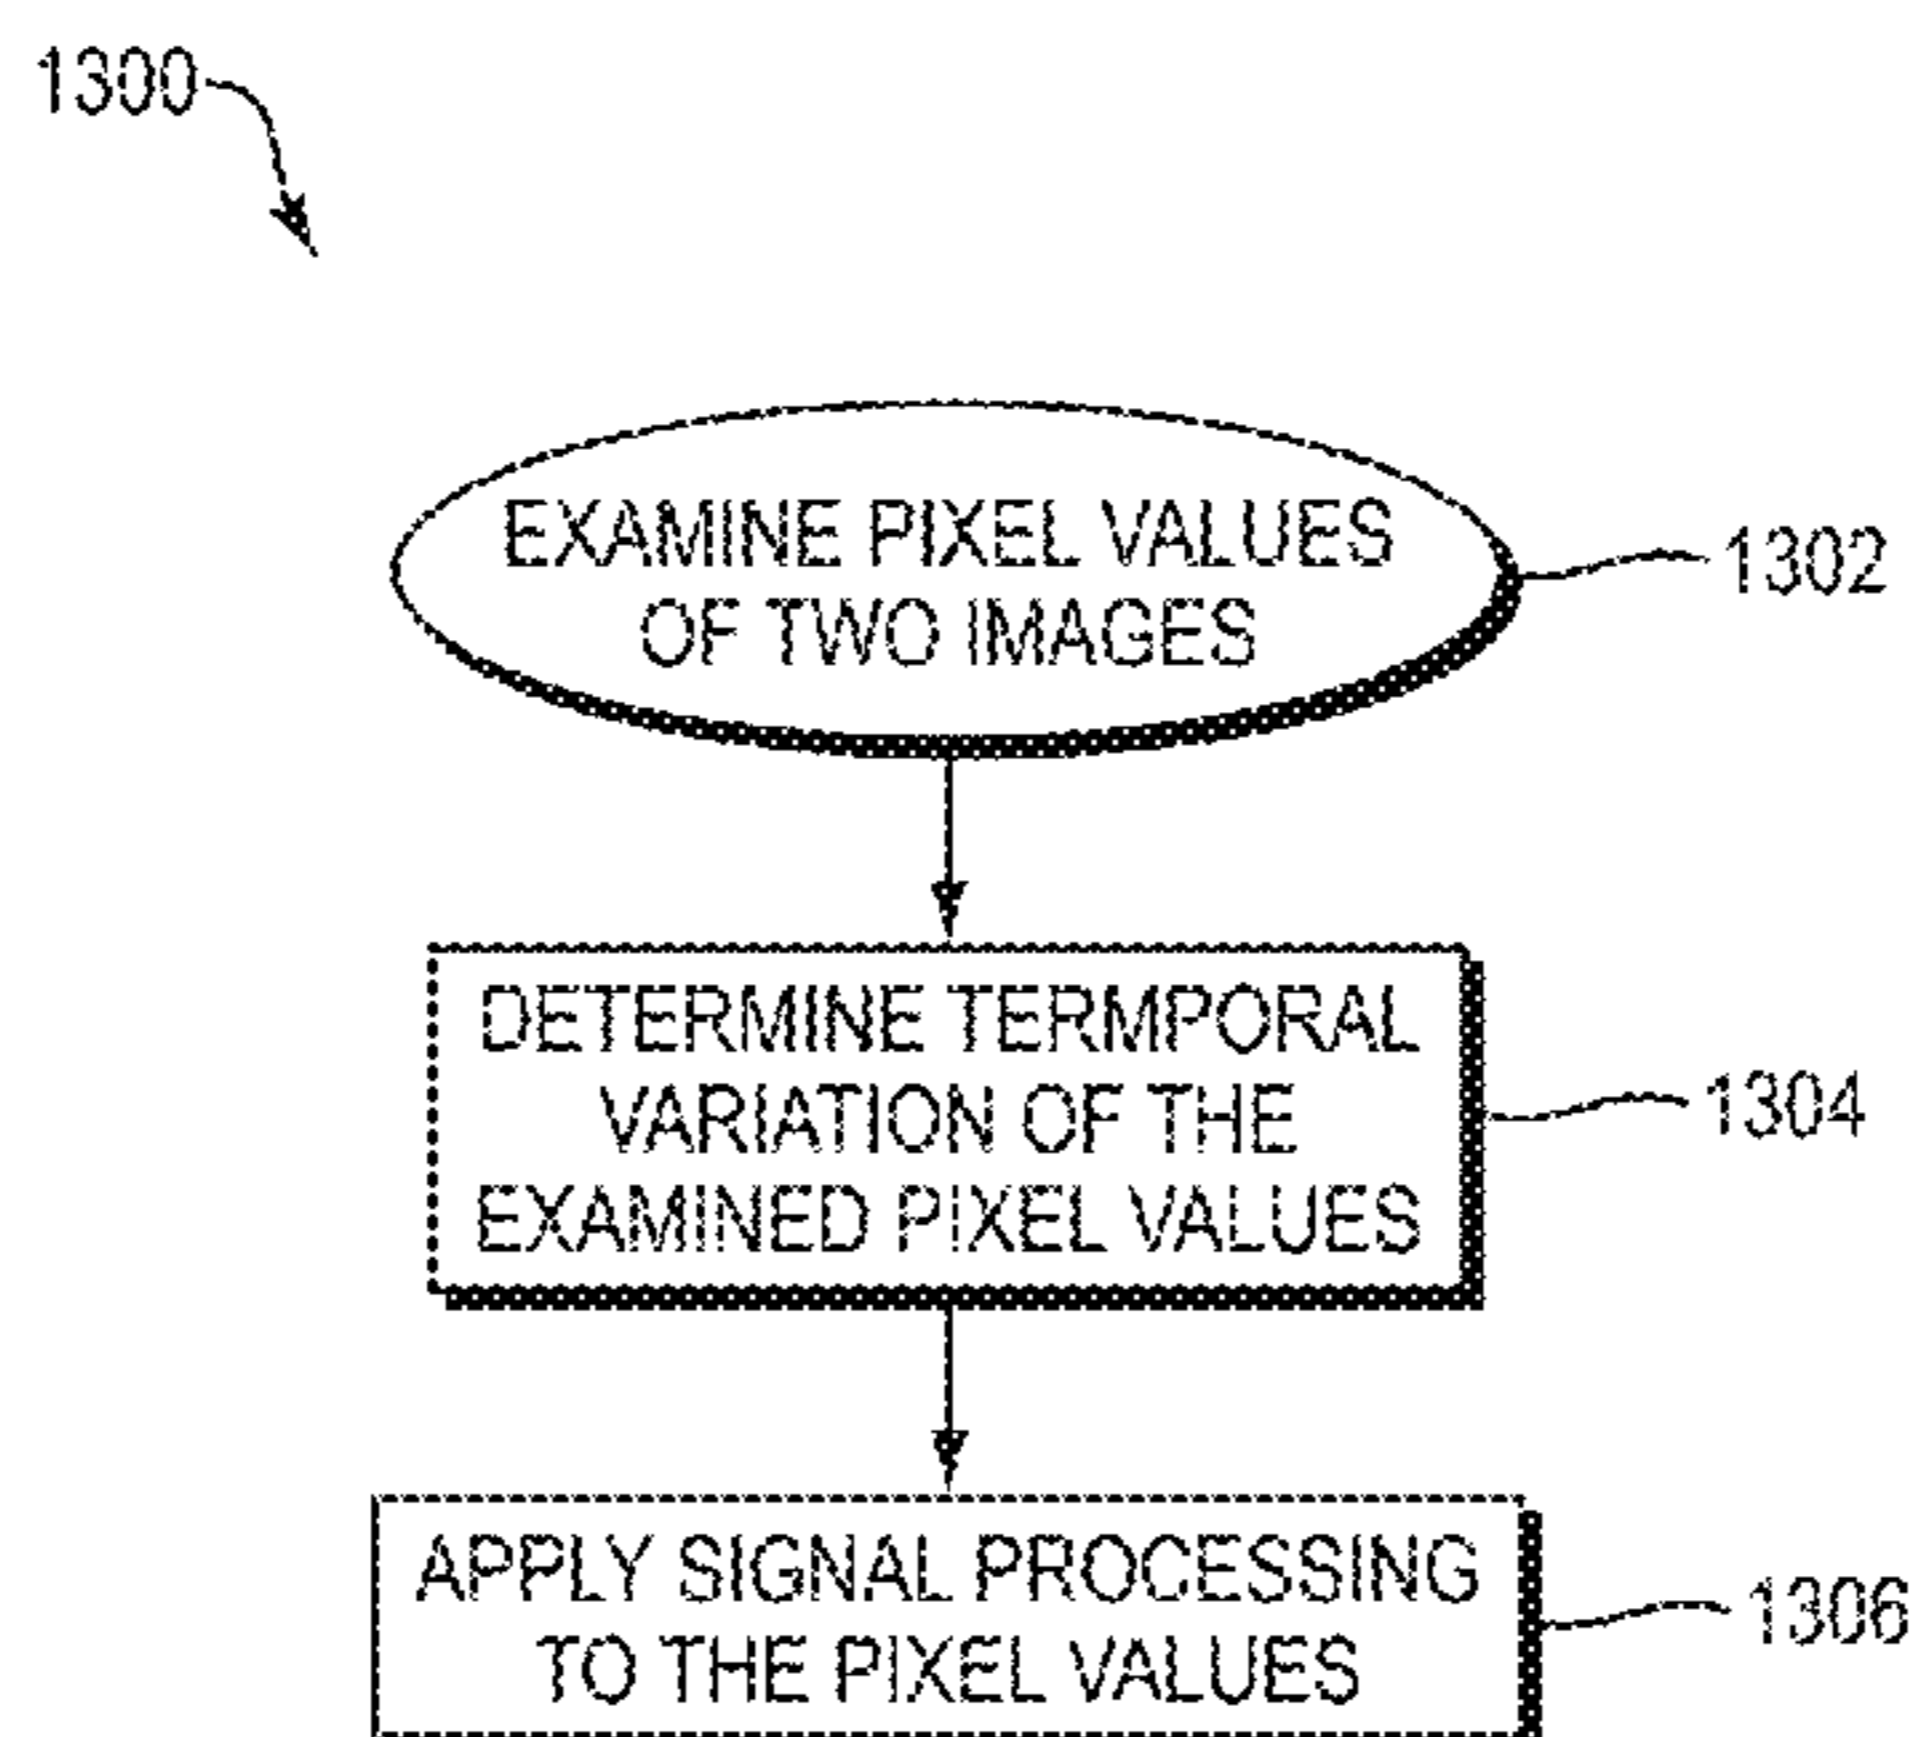 1300
EXAMINE PIXEL VALUES
OF TWO IMAGES
1302
DETERMINE TERMPORAL
VARIATION OF THE
EXAMINED PIXEL VALUES
1304
APPLY SIGNAL PROCESSING
TO THE PIXEL VALUES
1306